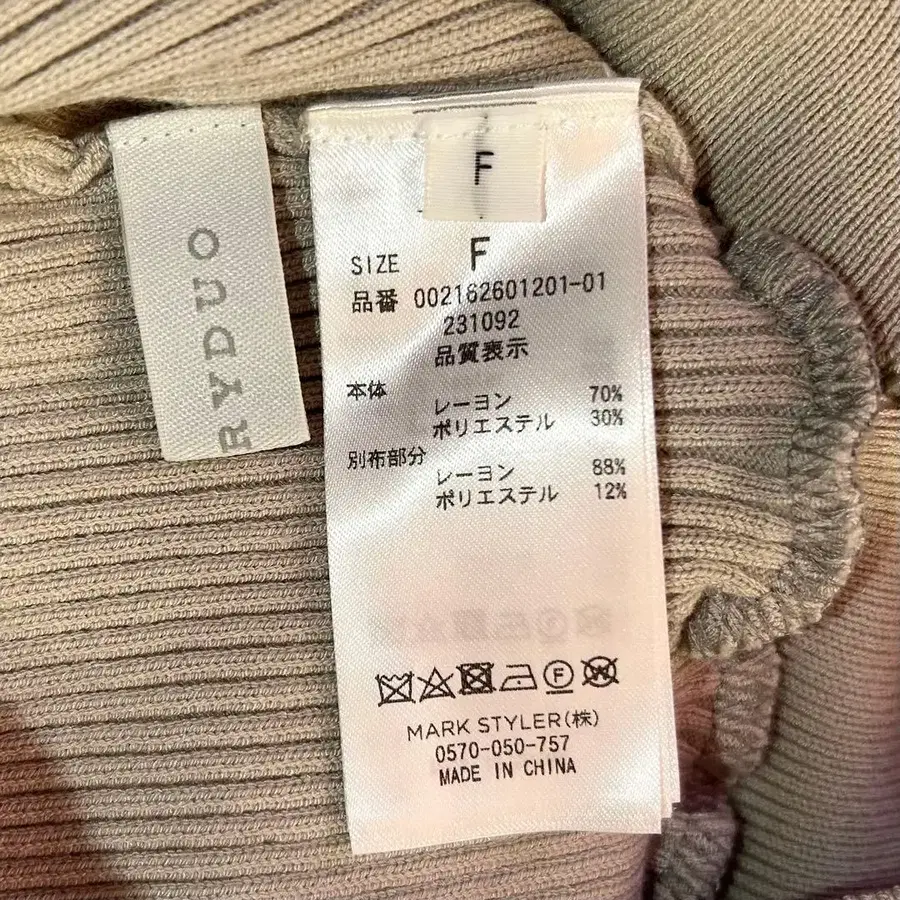 RYDUO
F
SIZE F
品番 002162601201-01
231092
品質表示
本体
レーヨン 70%
ポリエステル 30%
別布部分
レーヨン 88%
ポリエステル 12%
F W
MARK STYLER(株)
0570-050-757
MADE IN CHINA